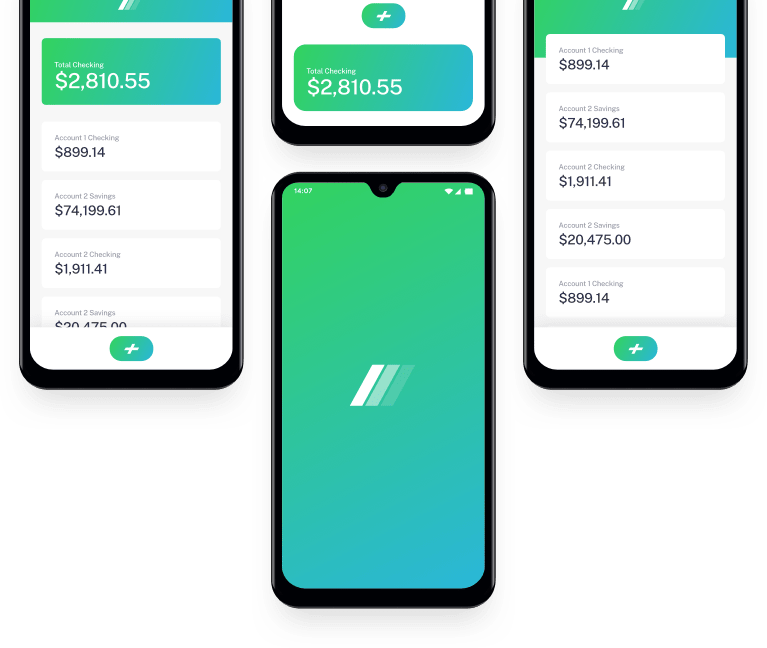 Total Checking
$2,810.55
Account 1 Checking
$899.14
Account 2 Savings
$74,199.61
Account 2 Checking
$1,911.41
Account 2 Savings
$20,475.00
Total Checking
$2,810.55
14:07
Account 1 Checking
$899.14
Account 2 Savings
$74,199.61
Account 2 Checking
$1,911.41
Account 2 Savings
$20,475.00
Account 1 Checking
$899.14